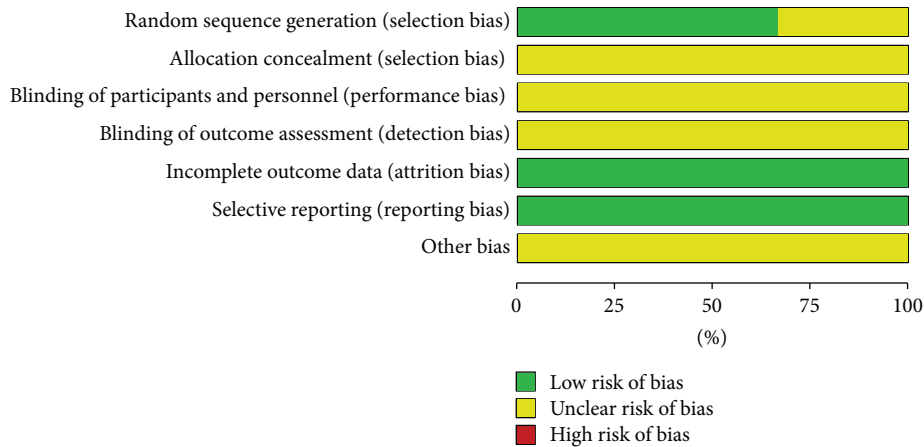 Random sequence generation (selection bias)
Allocation concealment (selection bias)
Blinding of participants and personnel (performance bias)
Blinding of outcome assessment (detection bias)
Incomplete outcome data (attrition bias)
Selective reporting (reporting bias)
Other bias
0 25 50 75 100
(%)
Low risk of bias
Unclear risk of bias
High risk of bias